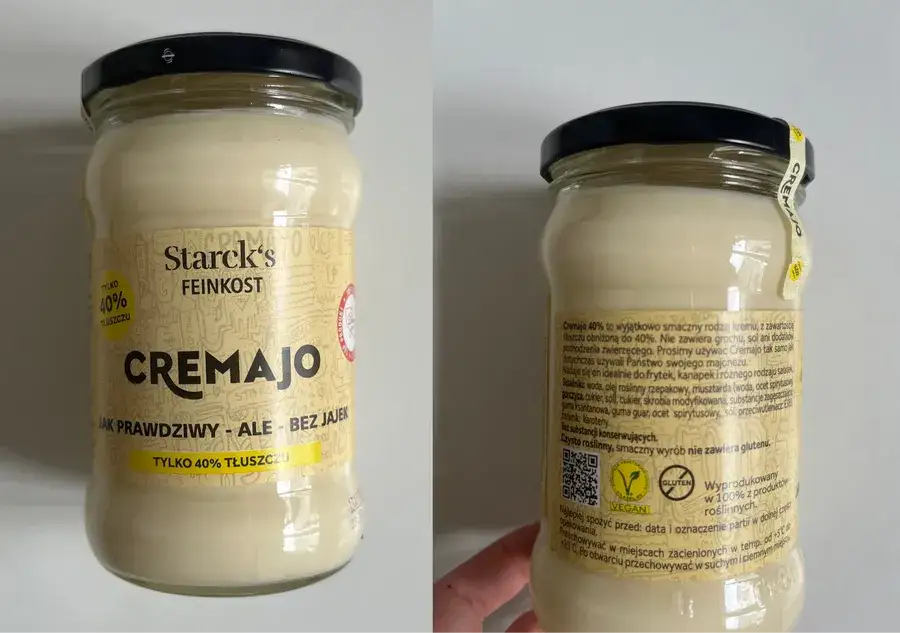 Starck's
FEINKOST
TYLKO
40%
TŁUSZCZU
CREMAJO
JAK PRAWDZIWY - ALE - BEZ JAJEK
TYLKO 40% TŁUSZCZU
CREMAJO
Cremajo 40% to wyjątkowo smaczny rodzaj kremu, z zawartością
tłuszczu obniżoną do 40%. Nie zawiera grochu, soi ani dodatków
pochodzenia zwierzęcego. Prosimy używać Cremajo tak samo jak
dotychczas używali Państwo swojego majonezu.
Nadaje się on idealnie do frytek, kanapek i różnego rodzaju sałatek.
Składniki: woda, olej roślinny rzepakowy, musztarda (woda, ocet spirytusowy,
gorczyca, cukier, sól), cukier, skrobia modyfikowana, substancje zagęszczające:
guma ksantanowa, guma guar, ocet spirytusowy, sól, przeciwutleniacz: E385,
barwnik: karoteny.
Bez substancji konserwujących.
Czysto roślinny, smaczny wyrób nie zawiera glutenu.
VEGAN
GLUTEN
Wyprodukowany
w 100% z produktów
roślinnych.
Najlepiej spożyć przed: data i oznaczenie partii w dolnej części
opakowania.
Przechowywać w miejscach zacienionych w temp. od +5°C do
C. Po otwarciu przechowywać w suchym i ciemnym miejscu